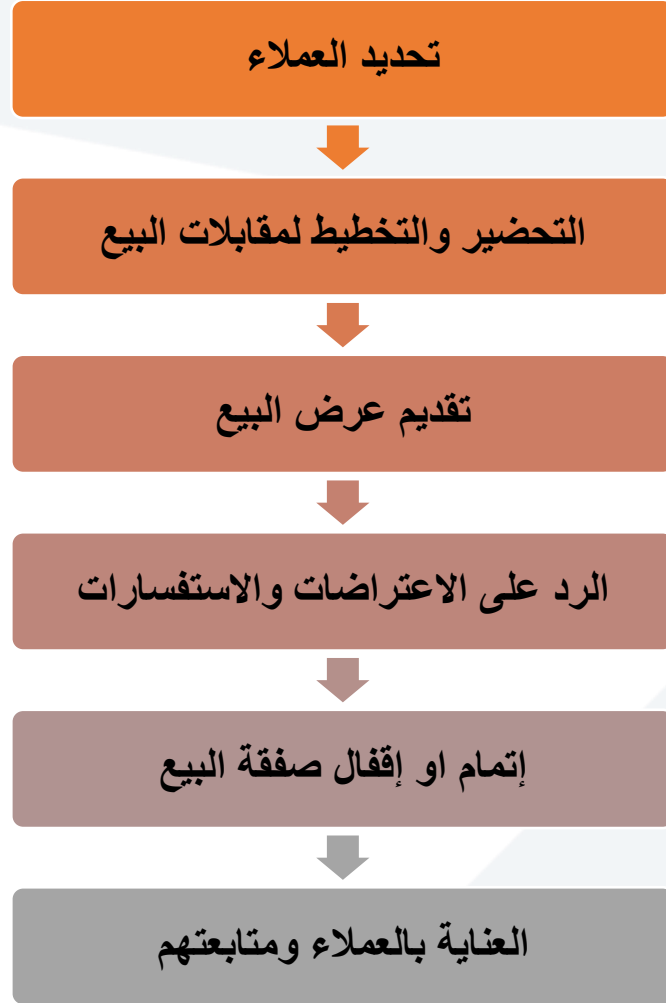 تحديد العملاء
التحضير والتخطيط لمقابلات البيع
تقديم عرض البيع
الرد على الاعتراضات والاستفسارات
إتمام او إقفال صفقة البيع
العناية بالعملاء ومتابعتهم